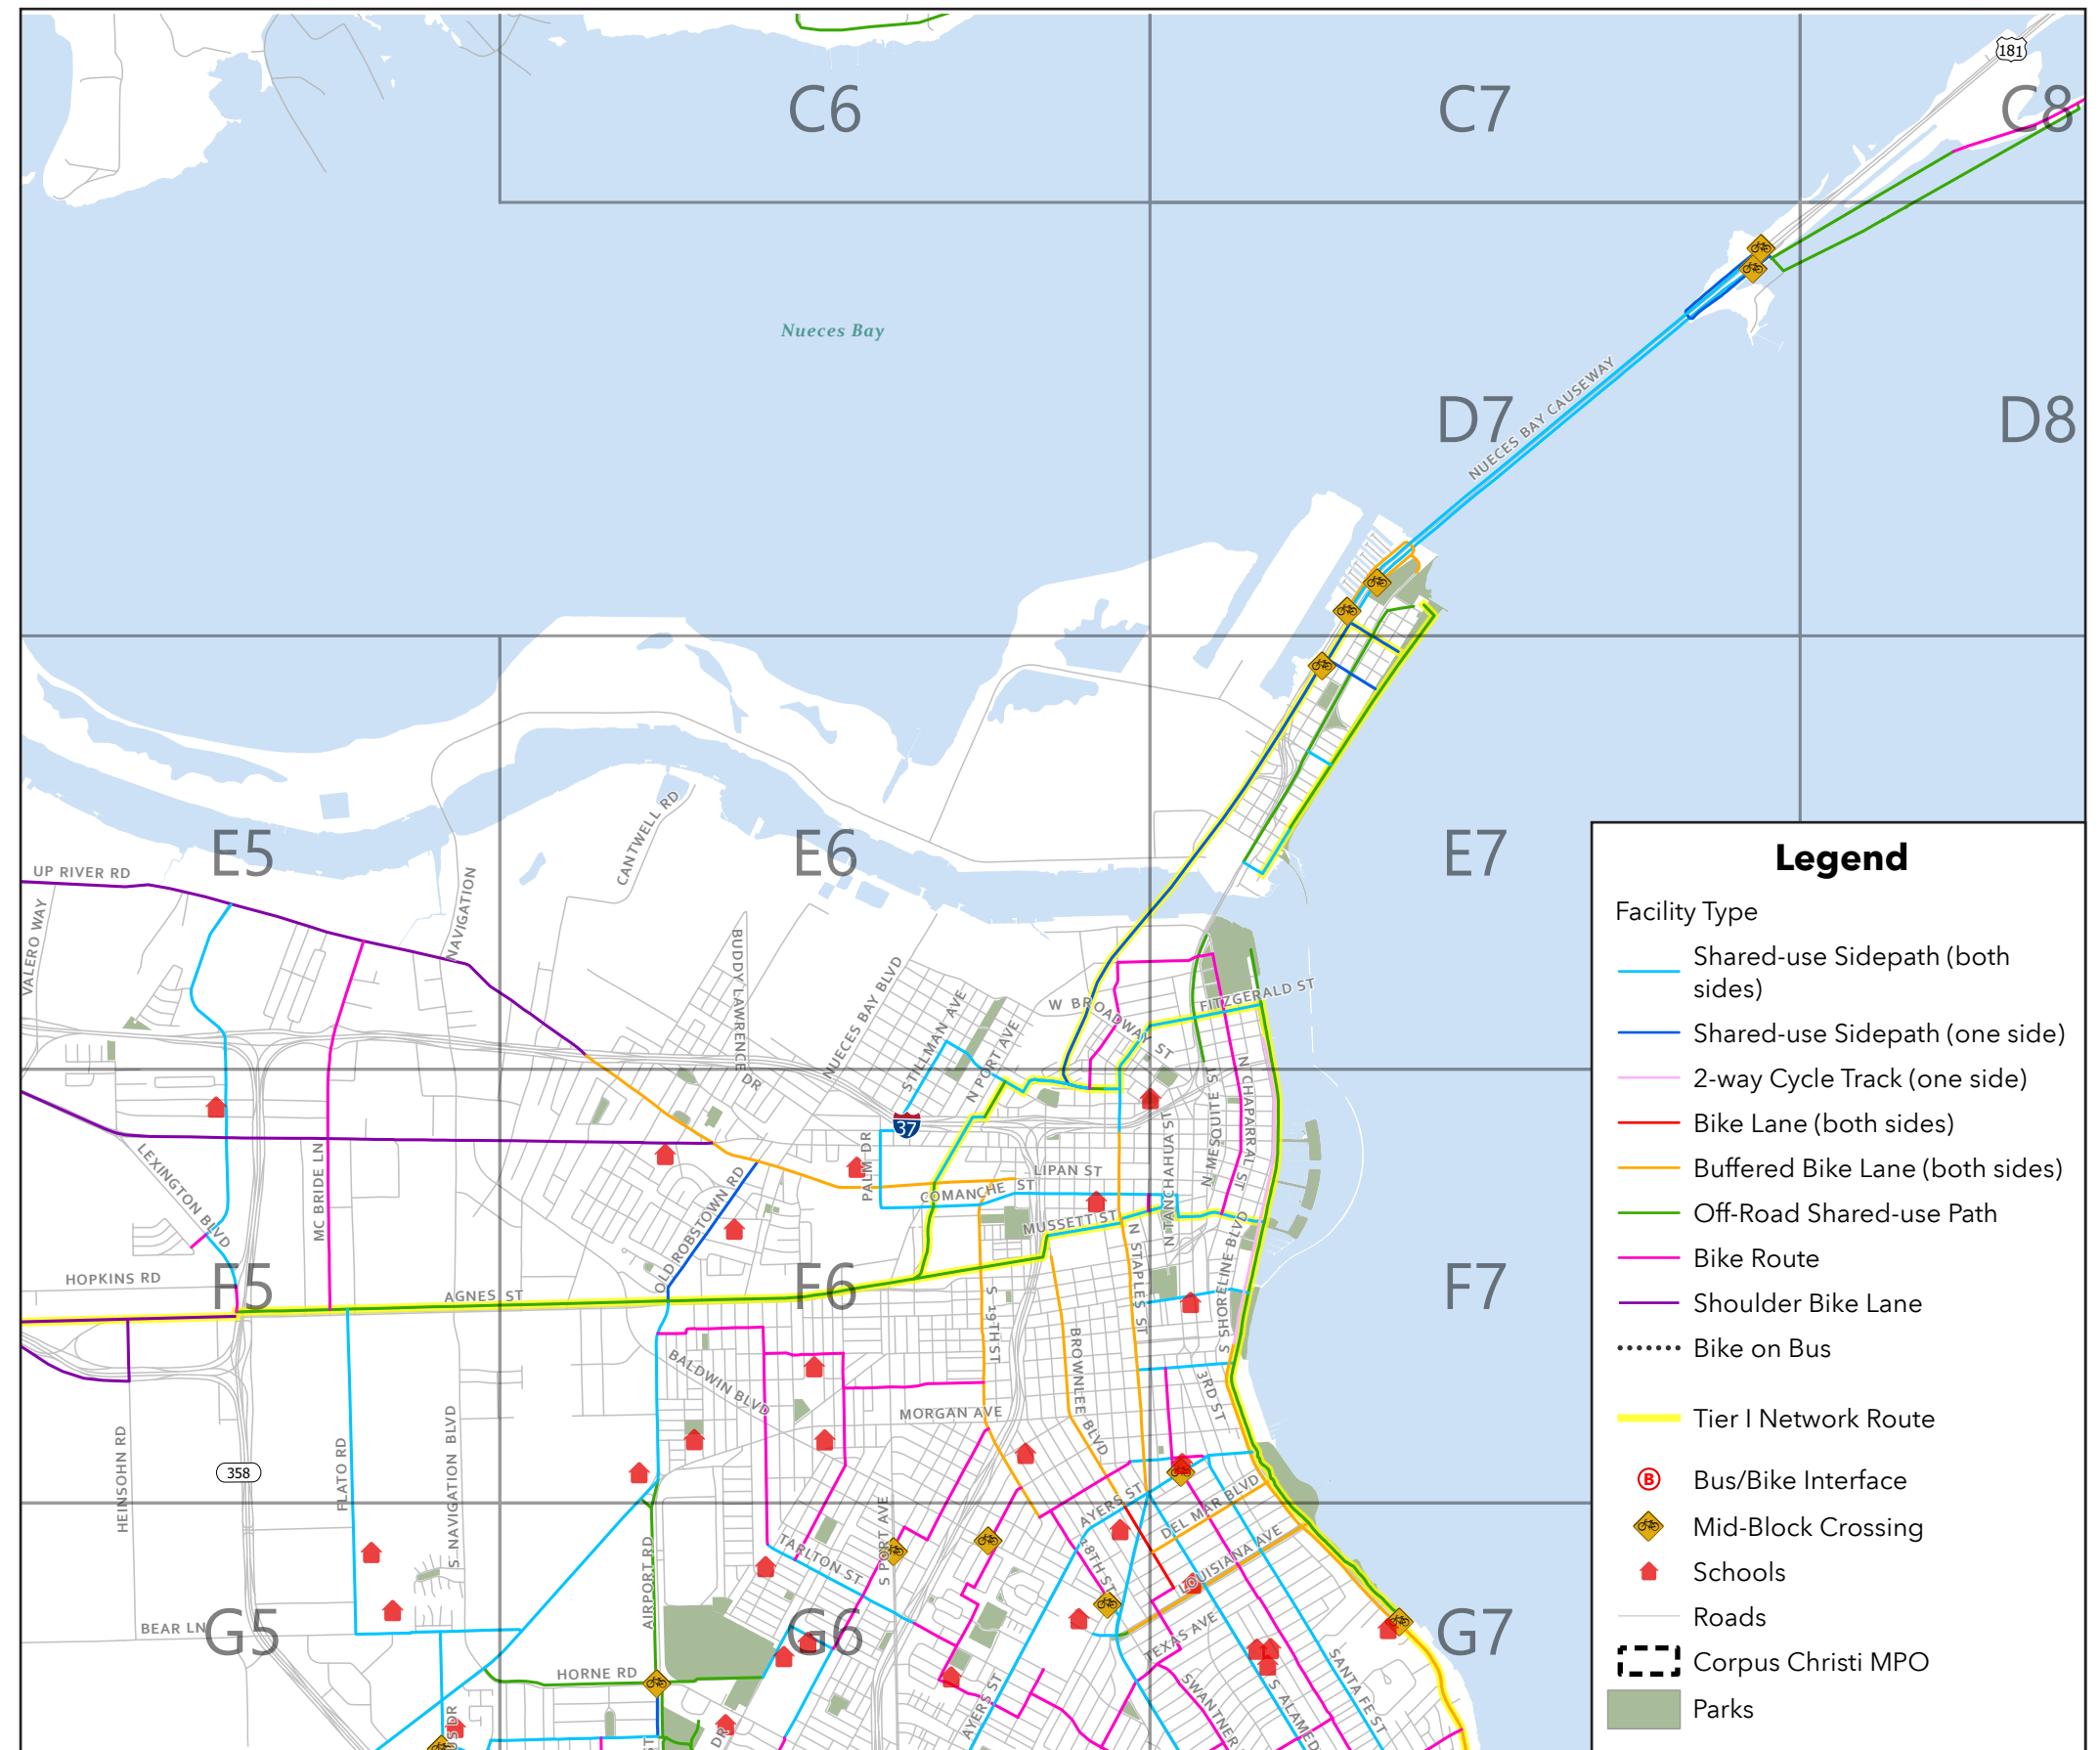 181
C6
C7
C8
Nueces Bay
NUECES BAY CAUSEWAY
D7
D8
E5
E6
E7
UP RIVER RD
VALERO WAY
NAVIGATION
CANTWELL RD
BUDDY LAWRENCE DR
NUECES BAY BLVD
STILLMAN AVE
N PORT AVE
W BROADWAY ST
FITZGERALD ST
37
LEXINGTON BLVD
MC BRIDE LN
PALM DR
LIPAN ST
COMANCHE ST
MUSSETT ST
N TANCHAHUA ST
N MESQUITE ST
N CHAPARRAL ST
OLD ROBSTOWN RD
N STAPLES ST
S SHORELINE BLVD
HOPKINS RD
F5
AGNES ST
F6
F7
S 19TH ST
BROWNLEE BLVD
BALDWIN BLVD
3RD ST
MORGAN AVE
HEINSOHN RD
358
FLATO RD
S NAVIGATION BLVD
S PORT AVE
AYERS ST
DEL MAR BLVD
LOUISIANA AVE
AIRPORT RD
TARLTON ST
18TH ST
BEAR LN
G5
G6
G7
TEXAS AVE
HORNE RD
AYERS ST
SWANTNER
S ALAMED
SANTA FE ST
US DR
ST
DR
Legend
Facility Type
Shared-use Sidepath (both
sides)
Shared-use Sidepath (one side)
2-way Cycle Track (one side)
Bike Lane (both sides)
Buffered Bike Lane (both sides)
Off-Road Shared-use Path
Bike Route
Shoulder Bike Lane
Bike on Bus
Tier I Network Route
B
Bus/Bike Interface
Mid-Block Crossing
Schools
Roads
Corpus Christi MPO
Parks